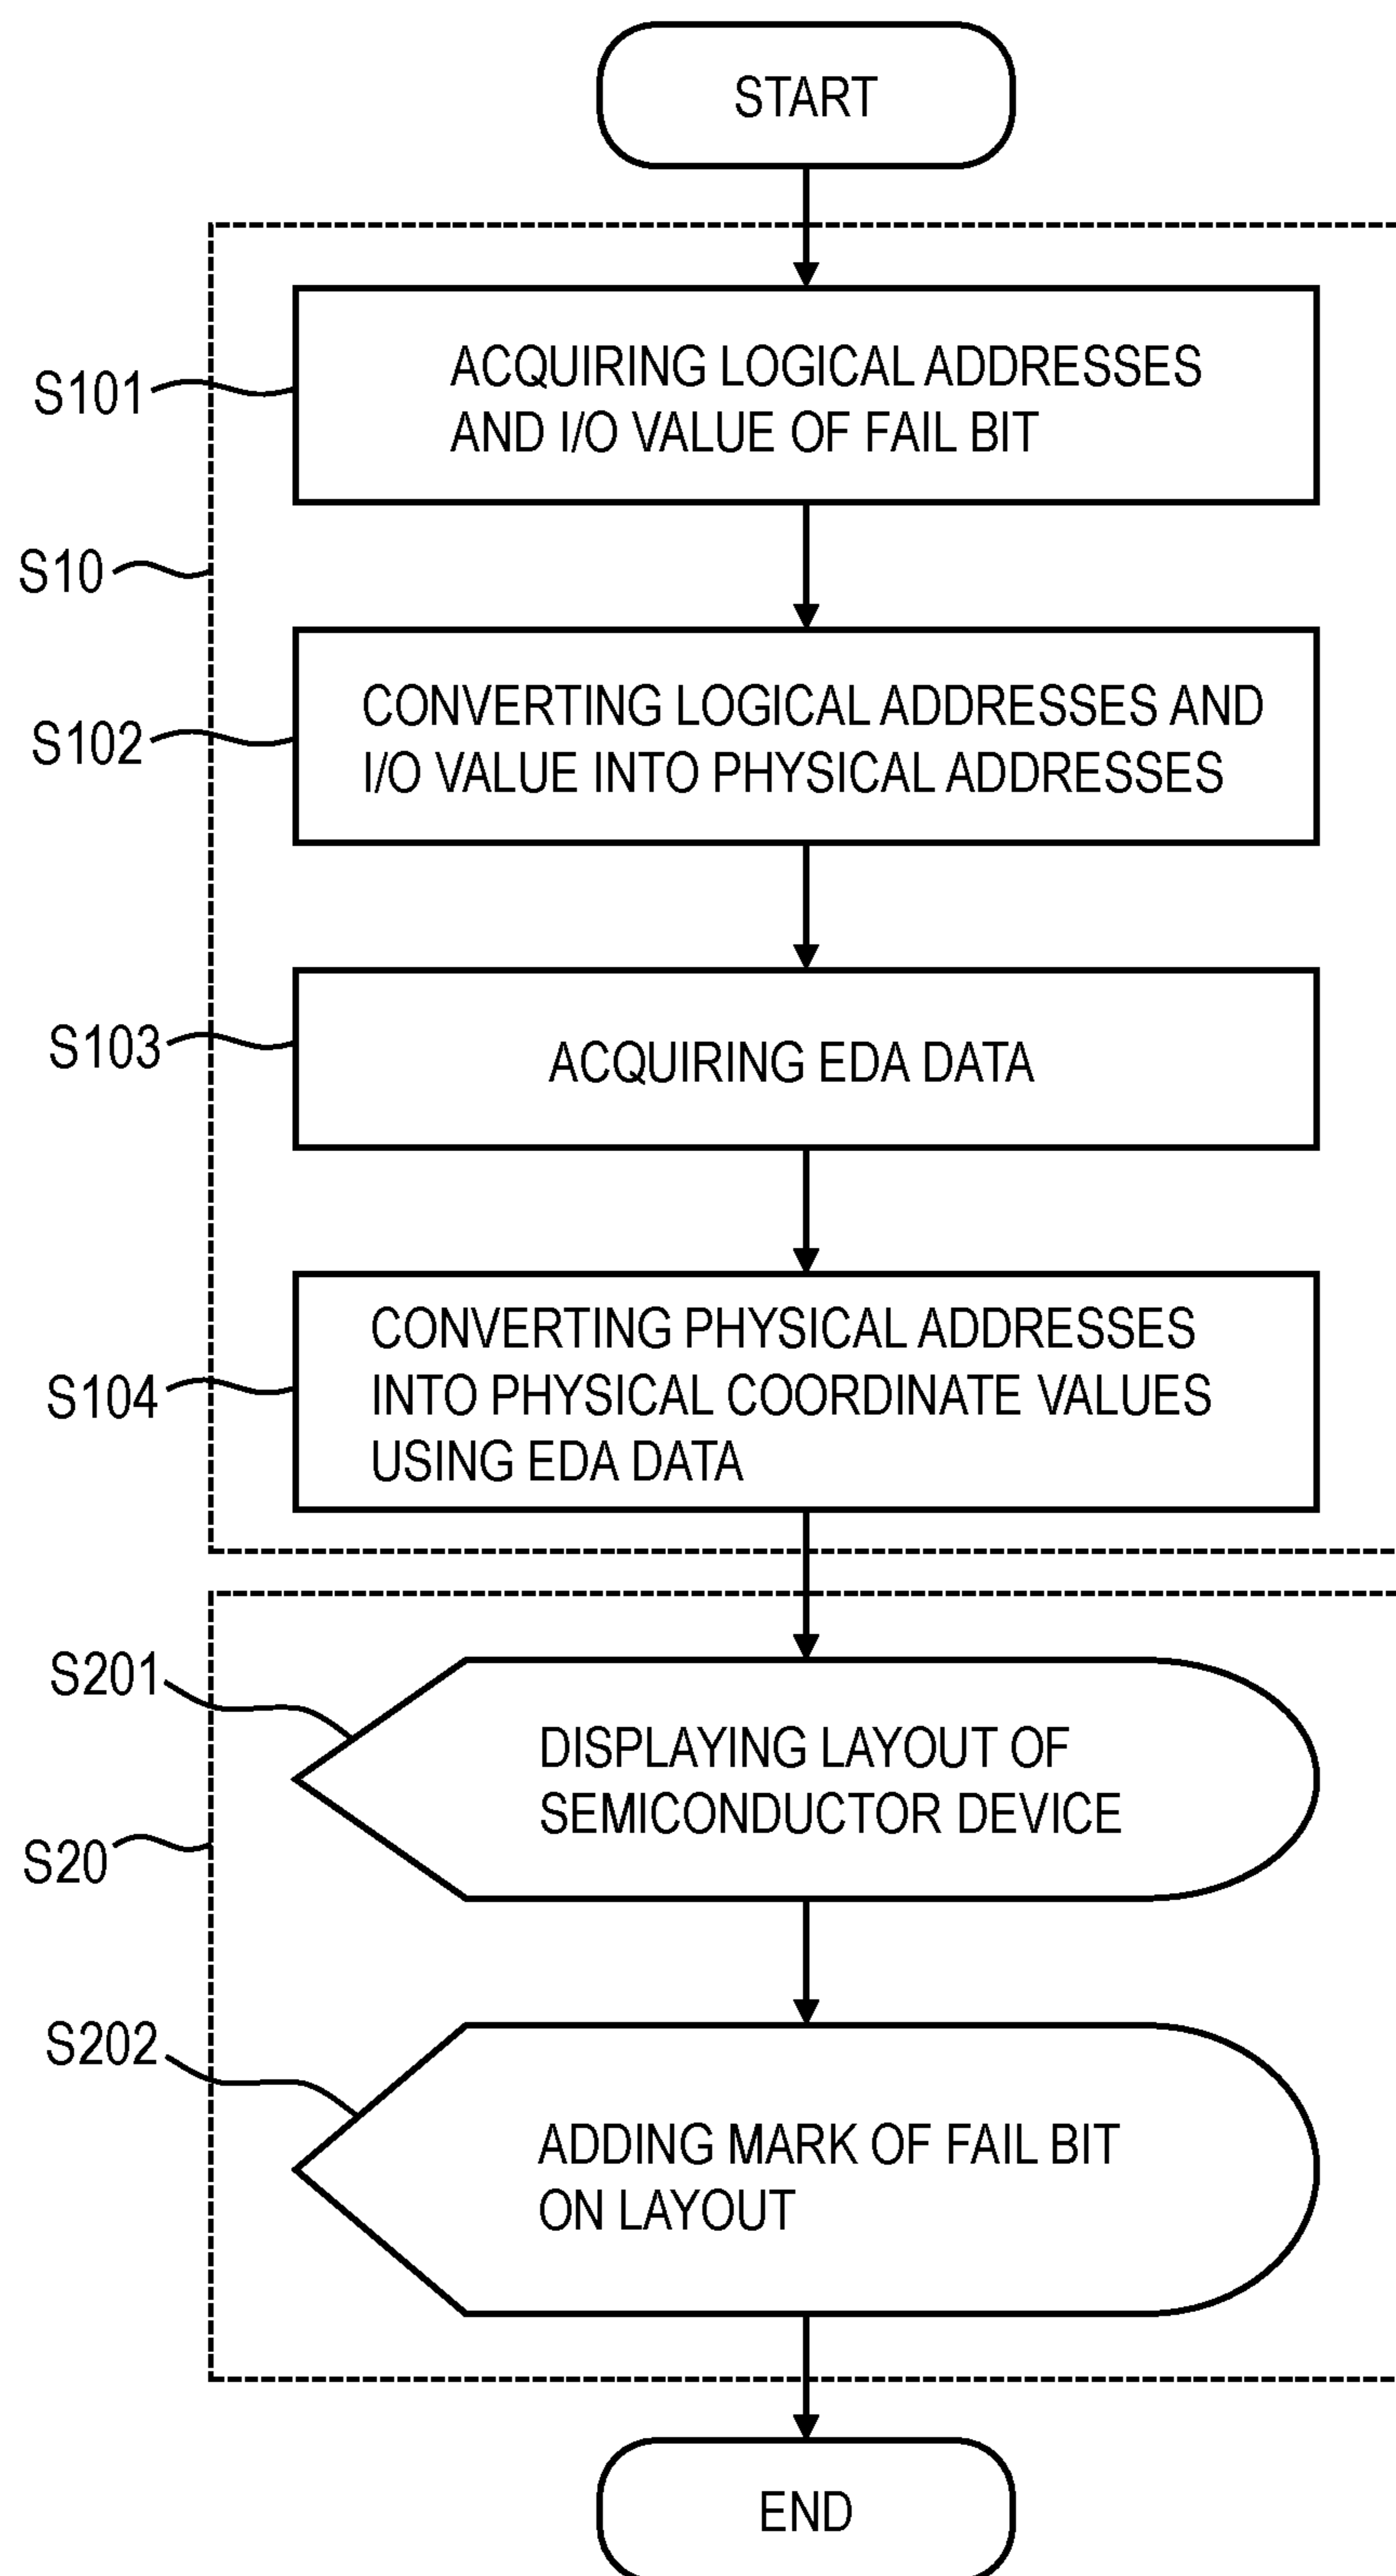 START
S101
ACQUIRING LOGICAL ADDRESSES
AND I/O VALUE OF FAIL BIT
S10
S102
CONVERTING LOGICAL ADDRESSES AND
I/O VALUE INTO PHYSICAL ADDRESSES
S103
ACQUIRING EDA DATA
S104
CONVERTING PHYSICAL ADDRESSES
INTO PHYSICAL COORDINATE VALUES
USING EDA DATA
S201
DISPLAYING LAYOUT OF
SEMICONDUCTOR DEVICE
S20
S202
ADDING MARK OF FAIL BIT
ON LAYOUT
END